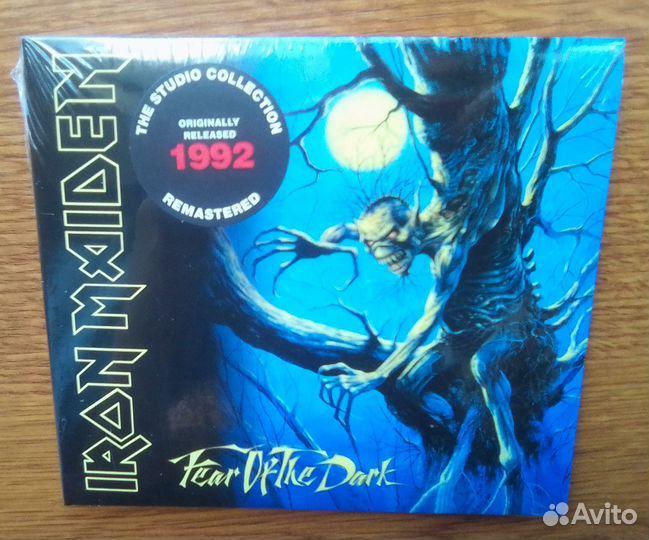 IRON MAIDEN
THE STUDIO COLLECTION
ORIGINALLY
RELEASED
1992
REMASTERED
Fear Of The Dark
Avito